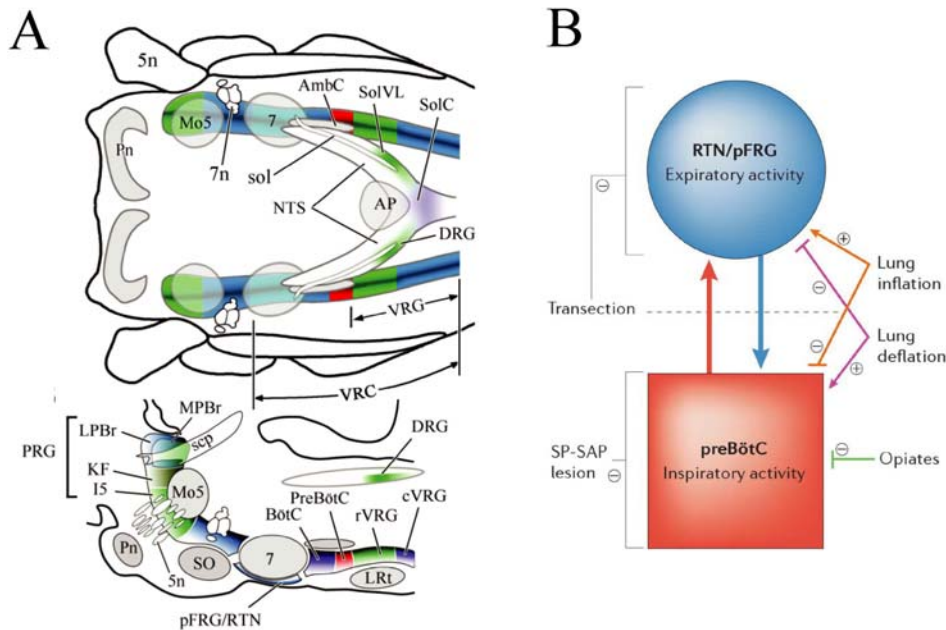 A
5n
AmbC
SolVL
SolC
Mo5
7
Pn
7n
sol
NTS
AP
DRG
VRG
VRC
MPBr
LPBr
scp
PRG
KF
I5
Mo5
DRG
PreBötC
cVRG
BötC
rVRG
Pn
SO
7
5n
LRt
pFRG/RTN
B
RTN/pFRG
Expiratory activity
Transection
Lung
inflation
Lung
deflation
SP-SAP
lesion
preBötC
Inspiratory activity
Opiates